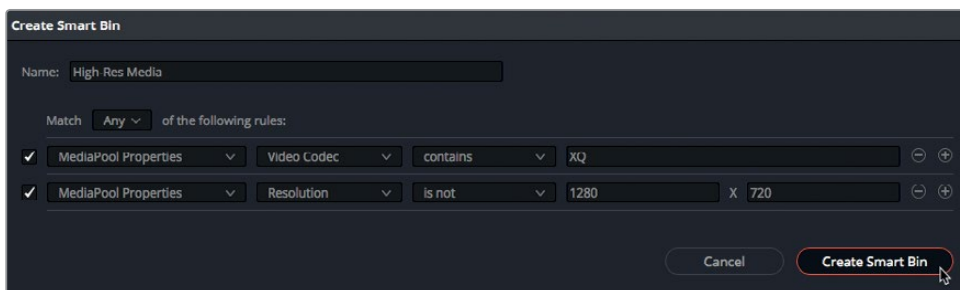 Create Smart Bin
Name: High-Res Media
Match Any of the following rules:
MediaPool Properties Video Codec contains XQ
MediaPool Properties Resolution is not 1280 X 720
Cancel Create Smart Bin